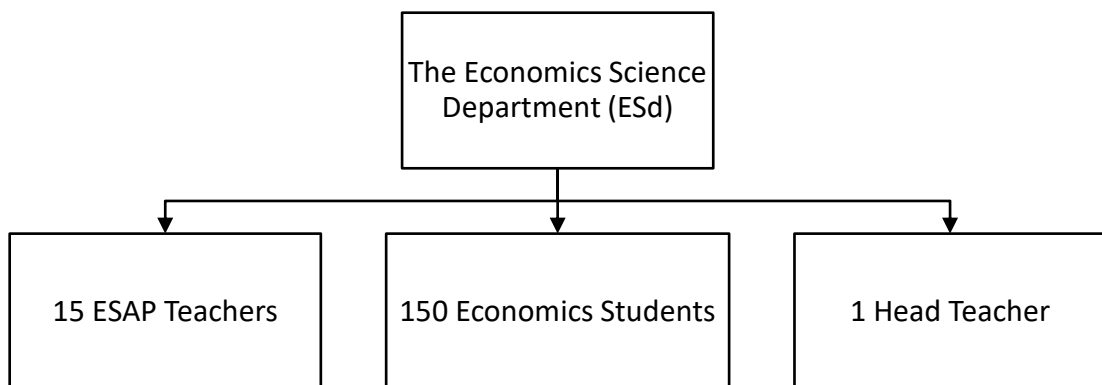 The Economics Science
Department (ESd)
15 ESAP Teachers
150 Economics Students
1 Head Teacher